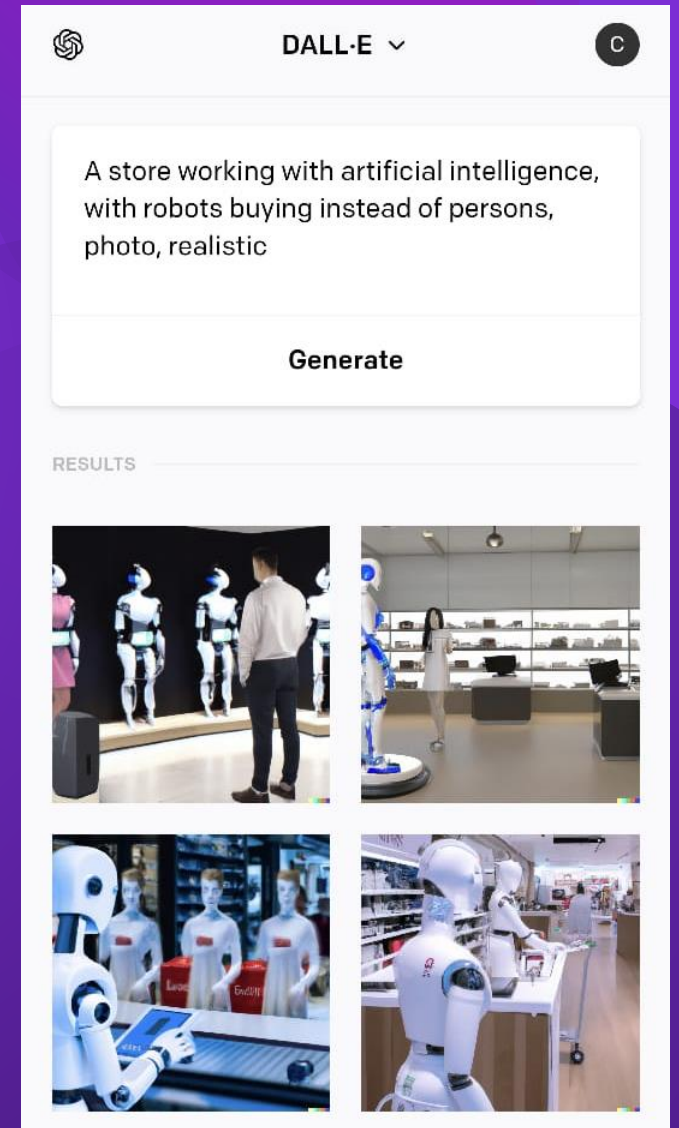 DALL·E
C
A store working with artificial intelligence,
with robots buying instead of persons,
photo, realistic
Generate
RESULTS